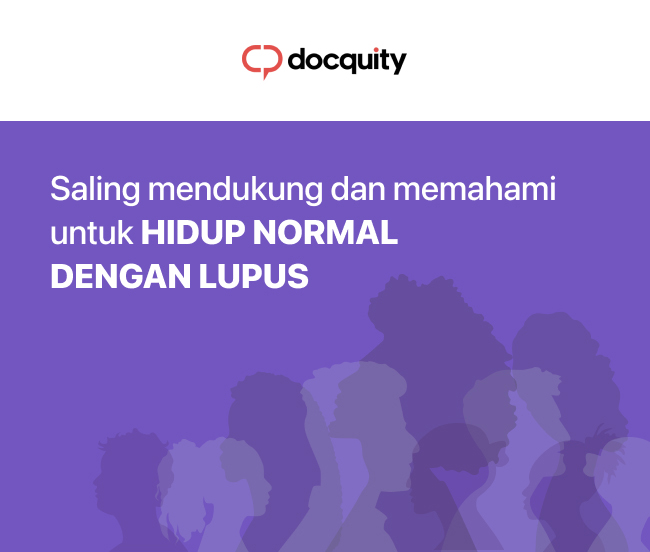 docquity
Saling mendukung dan memahami
untuk HIDUP NORMAL
DENGAN LUPUS